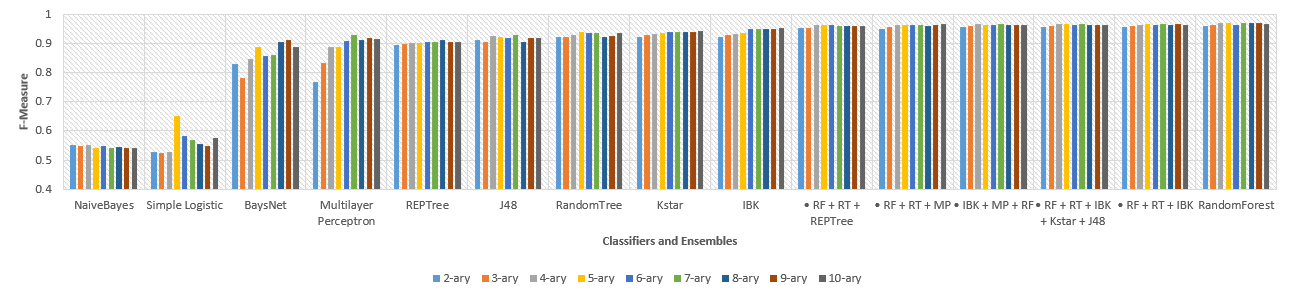 1
0.9
0.8
0.7
0.6
0.5
0.4
F-Measure
NaiveBayes
Simple Logistic
BaysNet
Multilayer
Perceptron
REPTree
J48
RandomTree
Kstar
IBK
• RF + RT +
REPTree
• RF + RT + MP
• IBK + MP + RF
• RF + RT + IBK
+ Kstar + J48
• RF + RT + IBK
RandomForest
Classifiers and Ensembles
2-ary 3-ary 4-ary 5-ary 6-ary 7-ary 8-ary 9-ary 10-ary